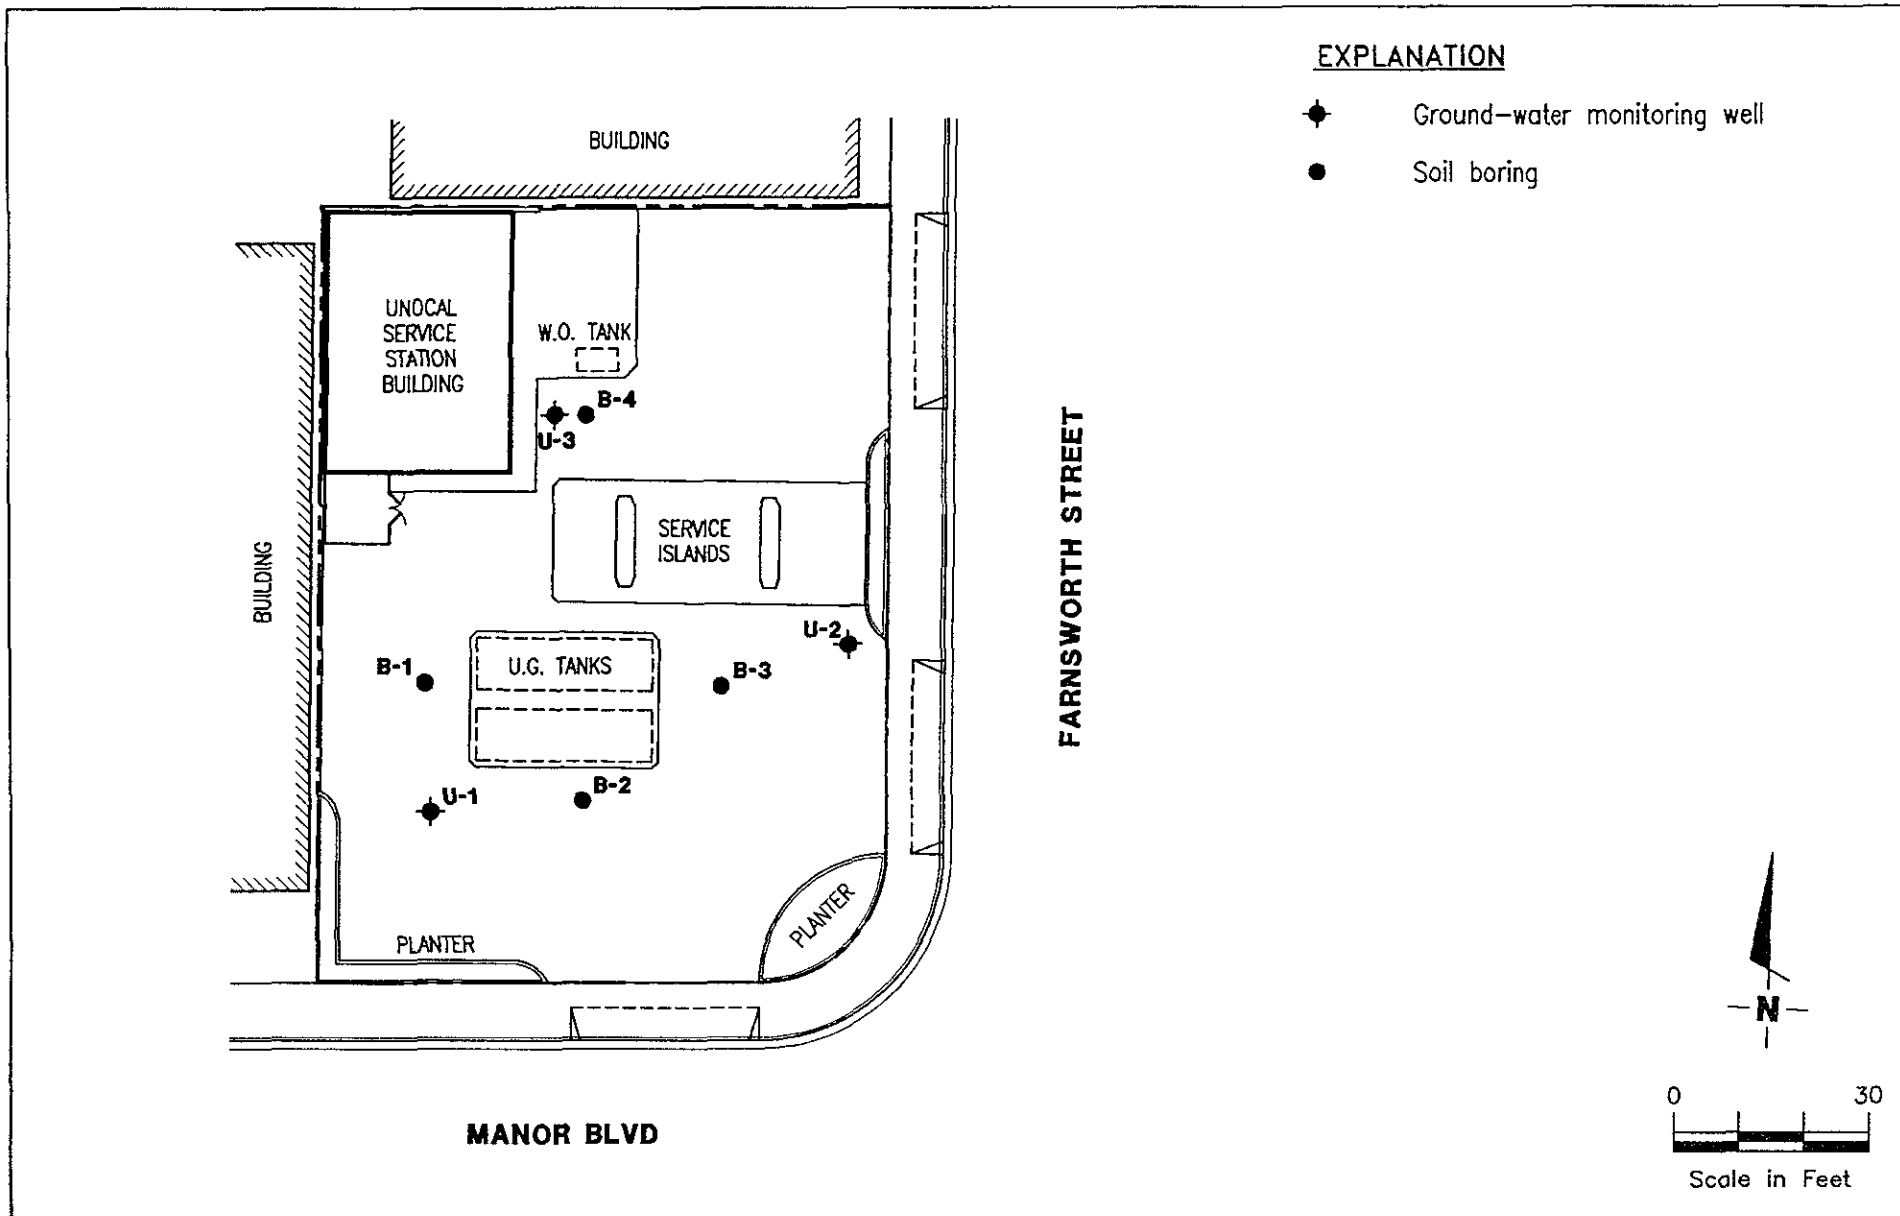 EXPLANATION
Ground-water monitoring well
Soil boring
BUILDING
UNOCAL
SERVICE
STATION
BUILDING
W.O. TANK
B-4
U-3
SERVICE
ISLANDS
BUILDING
FARNSWORTH STREET
U-2
B-1
U.G. TANKS
B-3
B-2
U-1
PLANTER
PLANTER
N
MANOR BLVD
0 30
Scale in Feet